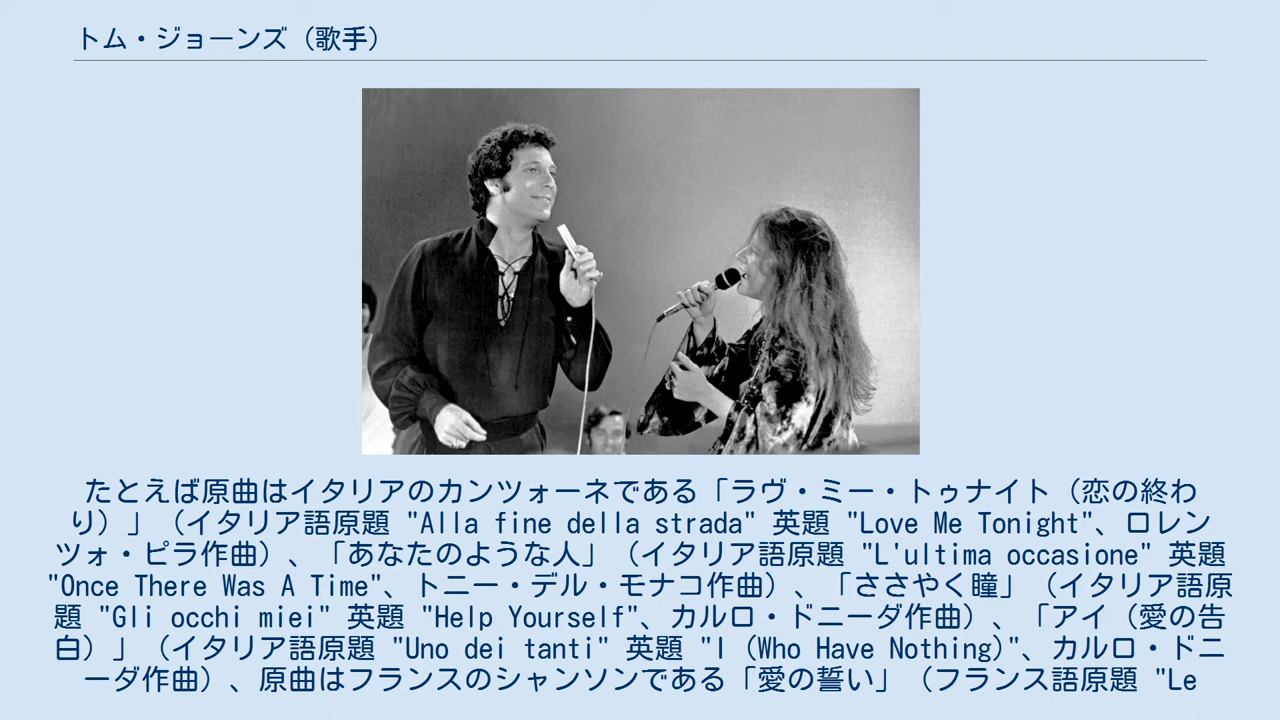 トム・ジョーンズ（歌手）
たとえば原曲はイタリアのカンツォーネである「ラヴ・ミー・トゥナイト（恋の終わ
り）」（イタリア語原題 "Alla fine della strada" 英題 "Love Me Tonight"、ロレン
ツォ・ピラ作曲）、「あなたのような人」（イタリア語原題 "L'ultima occasione" 英題
"Once There Was A Time"、トニー・デル・モナコ作曲）、「ささやく瞳」（イタリア語原
題 "Gli occhi miei" 英題 "Help Yourself"、カルロ・ドニーダ作曲）、「アイ（愛の告
白）」（イタリア語原題 "Uno dei tanti" 英題 "I (Who Have Nothing)"、カルロ・ドニ
ーダ作曲）、原曲はフランスのシャンソンである「愛の誓い」（フランス語原題 "Le